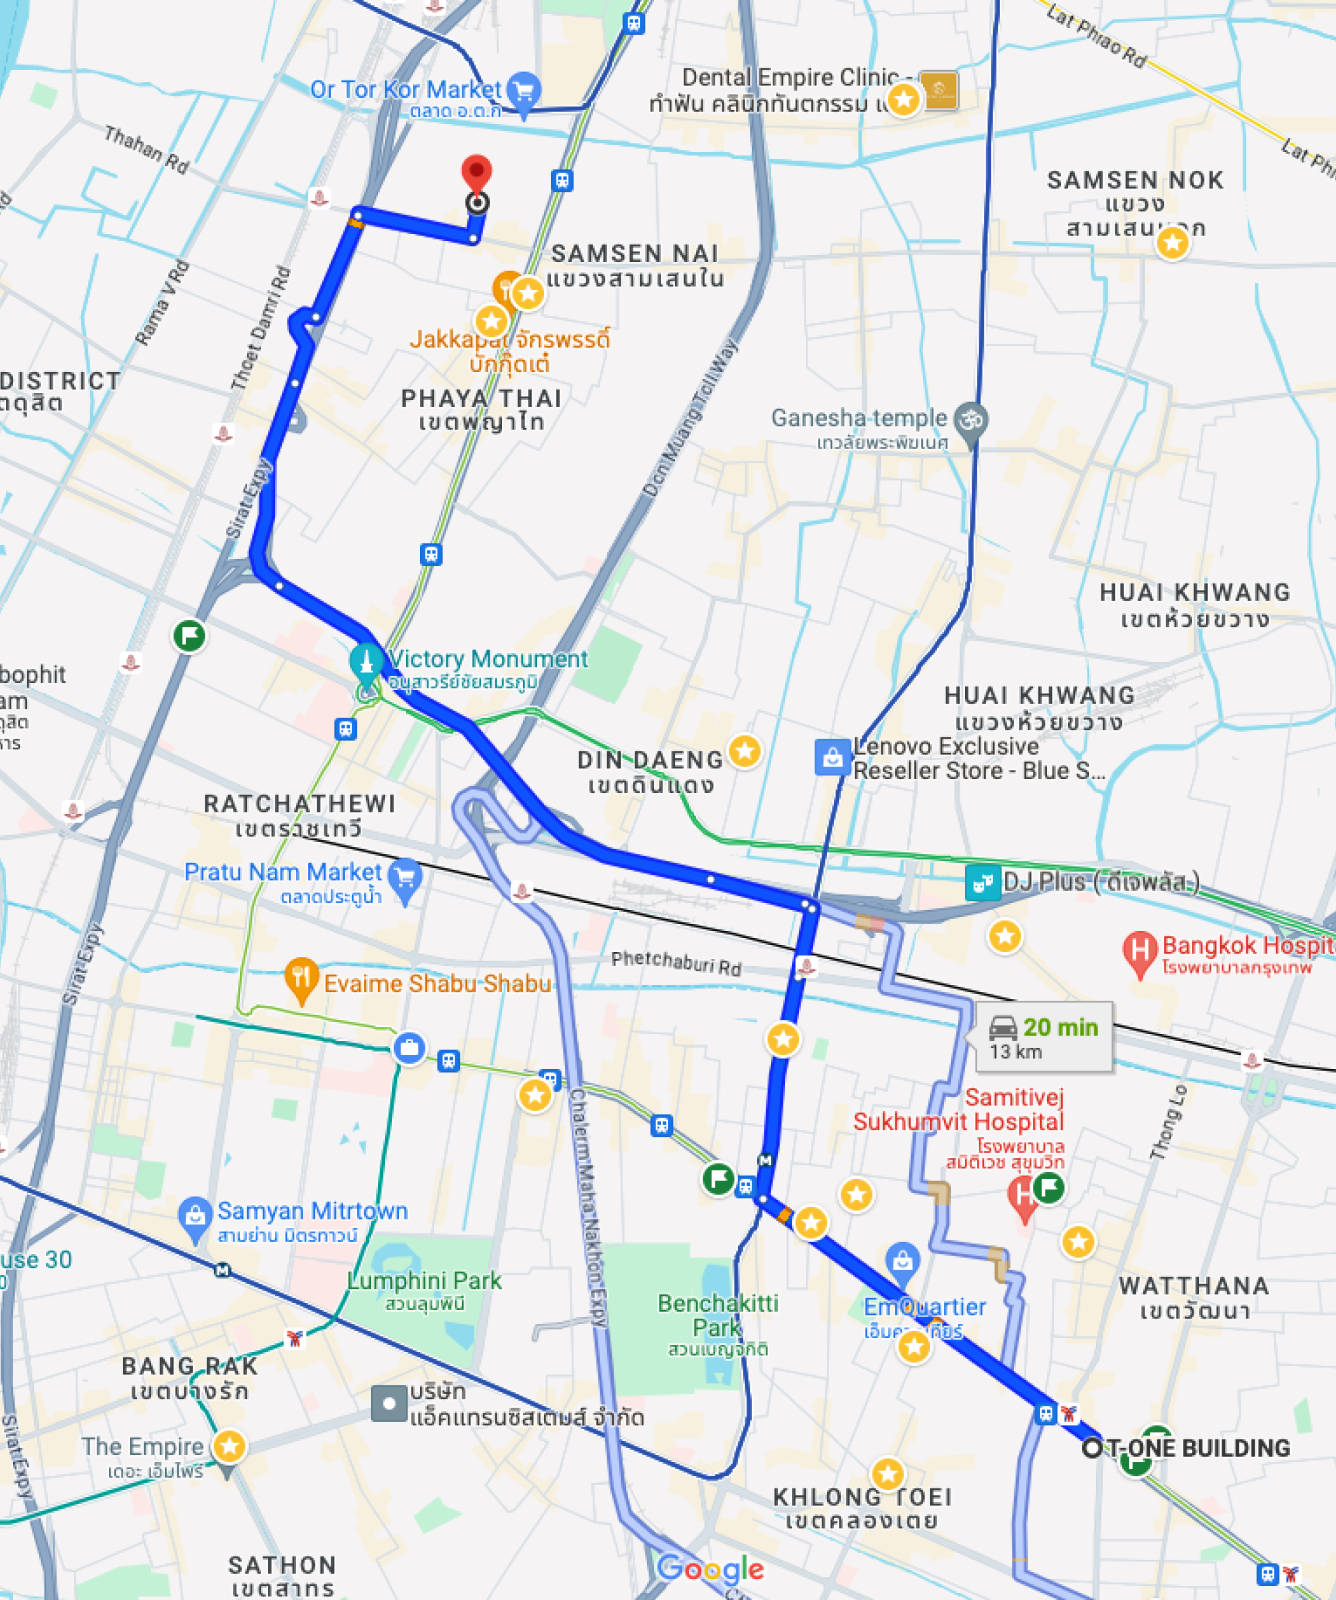 Lat Phrao Rd
Dental Empire Clinic -
ทำฟัน คลินิกทันตกรรม
Or Tor Kor Market
ตลาด อ.ต.ก
Thahan Rd
Lat
SAMSEN NOK
แขวง
สามเสนนอก
SAMSEN NAI
แขวงสามเสนใน
Rama V Rd
Thoet Damri Rd
Jakkapat จักรพรรดิ์
บักกุ๊ดเต๋
DISTRICT
PHAYA THAI
เขตพญาไท
Don Muang Toll Way
Ganesha temple
เทวลัยพระพิฆเนศ
Sirat Expy
HUAI KHWANG
เขตห้วยขวาง
Victory Monument
อนุสาวรีย์ชัยสมรภูมิ
HUAI KHWANG
แขวงห้วยขวาง
DIN DAENG
เขตดินแดง
Lenovo Exclusive
Reseller Store - Blue S...
RATCHATHEWI
เขตราชเทวี
Pratu Nam Market
ตลาดประตูน้ำ
DJ Plus ( ดีเจพลัส )
Sirat Expy
Phetchaburi Rd
Bangkok Hospit
โรงพยาบาลกรุงเทพ
Evaime Shabu Shabu
20 min
13 km
Samitivej
Sukhumvit Hospital
โรงพยาบาล
สมิติเวช สุขุมวิท
Thong Lo
Chalerm Maha Nakhon Expy
Samyan Mitrtown
สามย่าน มิตรทาวน์
use 30
Lumphini Park
สวนลุมพินี
Benchakitti
Park
สวนเบญจกิติ
EmQuartier
เอ็มควอเทียร์
WATTHANA
เขตวัฒนา
BANG RAK
เขตบางรัก
บริษัท
แอ็คแทรนซิสเตมส์ จำกัด
T-ONE BUILDING
The Empire
เดอะ เอ็มไพร์
Sirat Expy
KHLONG TOEI
เขตคลองเตย
SATHON
เขตสาทร
Google